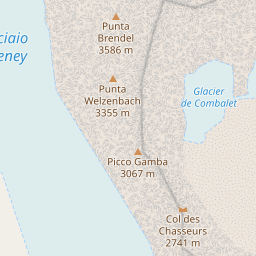 Punta
Brendel
3586 m
ciaio
eney
Punta
Welzenbach
3355 m
Glacier
de Combalet
Picco Gamba
3067 m
Col des
Chasseurs
2741 m